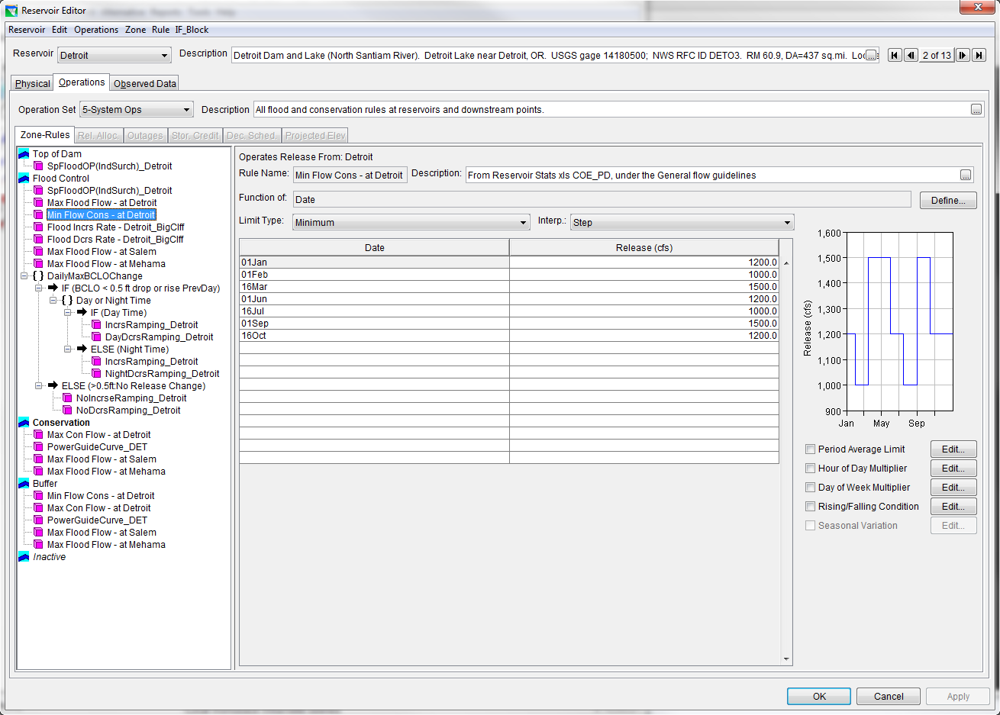 Reservoir Editor
Alternative Reports Tools Help
Reservoir Edit Operations Zone Rule IF_Block
Reservoir Detroit Description Detroit Dam and Lake (North Santiam River). Detroit Lake near Detroit, OR. USGS gage 14180500; NWS RFC ID DETO3. RM 60.9, DA=437 sq.mi. ... 2 of 13
Physical Operations Observed Data
Operation Set 5-System Ops Description All flood and conservation rules at reservoirs and downstream points. ...
Zone-Rules Rel. Alloc. Outages Stor. Credit Dec. Sched. Projected Elev
Top of Dam
SpFloodOP(IndSurch)_Detroit
Flood Control
SpFloodOP(IndSurch)_Detroit
Max Flood Flow - at Detroit
Min Flow Cons - at Detroit
Flood Incrs Rate - Detroit_BigClff
Flood Dcrs Rate - Detroit_BigClff
Max Flood Flow - at Salem
Max Flood Flow - at Mehama
{ } DailyMaxBCLOChange
IF (BCLO < 0.5 ft drop or rise PrevDay)
{ } Day or Night Time
IF (Day Time)
IncrsRamping_Detroit
DayDcrsRamping_Detroit
ELSE (Night Time)
IncrsRamping_Detroit
NightDcrsRamping_Detroit
ELSE (>0.5ft:No Release Change)
NoIncrseRamping_Detroit
NoDcrsRamping_Detroit
Conservation
Max Con Flow - at Detroit
PowerGuideCurve_DET
Max Flood Flow - at Salem
Max Flood Flow - at Mehama
Buffer
Min Flow Cons - at Detroit
Max Con Flow - at Detroit
PowerGuideCurve_DET
Max Flood Flow - at Salem
Max Flood Flow - at Mehama
Inactive
Operates Release From: Detroit
Rule Name: Min Flow Cons - at Detroit Description: From Reservoir Stats xls COE_PD, under the General flow guidelines ...
Function of: Date Define...
Limit Type: Minimum Interp.: Step
Date Release (cfs)
01Jan 1200.0
01Feb 1000.0
16Mar 1500.0
01Jun 1200.0
16Jul 1000.0
01Sep 1500.0
16Oct 1200.0
Release (cfs)
1,600
1,500
1,400
1,300
1,200
1,100
1,000
900
Jan May Sep
Period Average Limit Edit...
Hour of Day Multiplier Edit...
Day of Week Multiplier Edit...
Rising/Falling Condition Edit...
Seasonal Variation Edit...
OK Cancel Apply